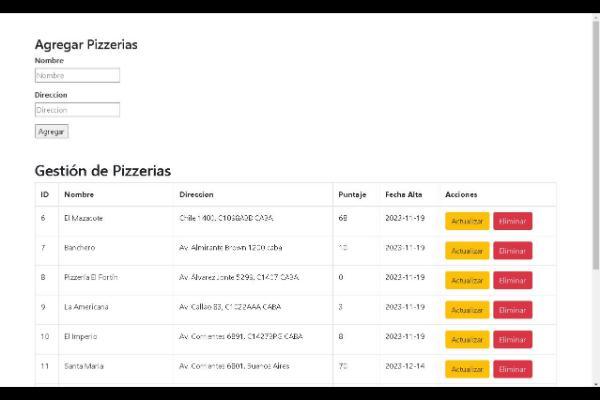 Agregar Pizzerias
Nombre
Nombre
Direccion
Direccion
Agregar
Gestión de Pizzerias
ID Nombre Direccion Puntaje Fecha Alta Acciones
6 El Mazacote Chile 1400, CABA 68 2023-11-19 Actualizar Eliminar
7 Banchero Av. Almirante Brown 1200 caba 10 2023-11-19 Actualizar Eliminar
8 Pizzería El Fortín Av. Álvarez Jonte 5299, CABA 0 2023-11-19 Actualizar Eliminar
9 La Americana Av. Callao 83, C1022AAA CABA 3 2023-11-19 Actualizar Eliminar
10 El Imperio Av. Corrientes 6891, CABA 8 2023-11-19 Actualizar Eliminar
11 Santa Maria Av. Corrientes 6801, Buenos Aires 70 2023-12-14 Actualizar Eliminar